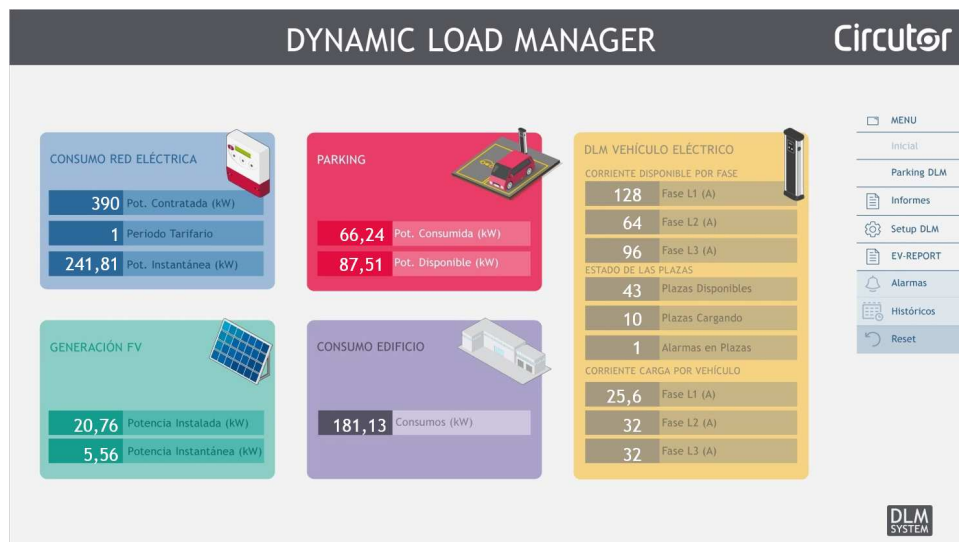 DYNAMIC LOAD MANAGER
Circutor
CONSUMO RED ELÉCTRICA
390 Pot. Contratada (kW)
1 Periodo Tarifario
241,81 Pot. Instantánea (kW)
PARKING
66,24 Pot. Consumida (kW)
87,51 Pot. Disponible (kW)
GENERACIÓN FV
20,76 Potencia Instalada (kW)
5,56 Potencia Instantánea (kW)
CONSUMO EDIFICIO
181,13 Consumos (kW)
DLM VEHÍCULO ELÉCTRICO
CORRIENTE DISPONIBLE POR FASE
128 Fase L1 (A)
64 Fase L2 (A)
96 Fase L3 (A)
ESTADO DE LAS PLAZAS
43 Plazas Disponibles
10 Plazas Cargando
1 Alarmas en Plazas
CORRIENTE CARGA POR VEHÍCULO
25,6 Fase L1 (A)
32 Fase L2 (A)
32 Fase L3 (A)
MENU
Inicial
Parking DLM
Informes
Setup DLM
EV-REPORT
Alarmas
Históricos
Reset
DLM
SYSTEM